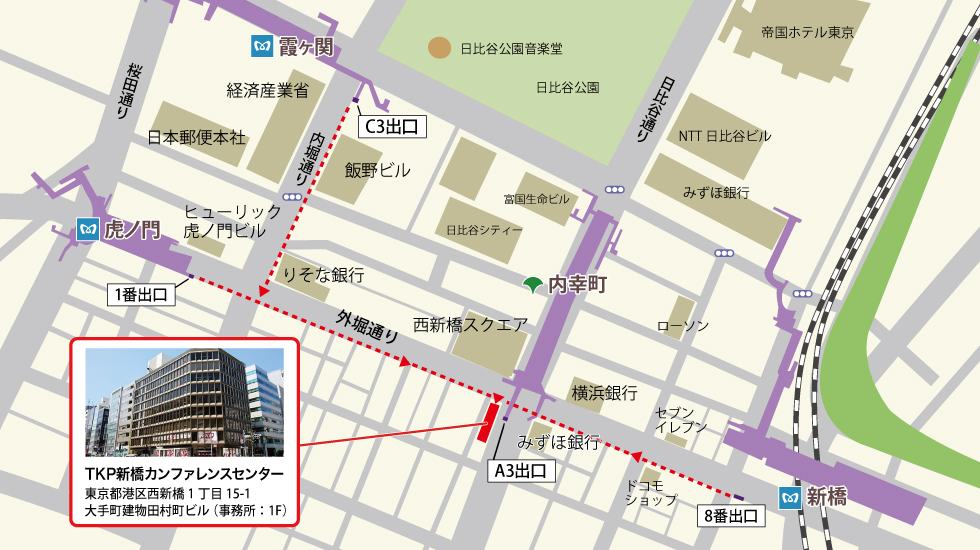 霞ヶ関
日比谷公園音楽堂
帝国ホテル東京
桜田通り
経済産業省
日比谷公園
日比谷通り
C3出口
日本郵便本社
内堀通り
NTT 日比谷ビル
飯野ビル
みずほ銀行
富国生命ビル
ヒューリック
虎ノ門ビル
虎ノ門
日比谷シティー
りそな銀行
内幸町
1番出口
外堀通り
西新橋スクエア
ローソン
横浜銀行
セブン
イレブン
みずほ銀行
A3出口
ドコモ
ショップ
新橋
8番出口
TKP新橋カンファレンスセンター
東京都港区西新橋1丁目15-1
大手町建物田村町ビル（事務所：1F）